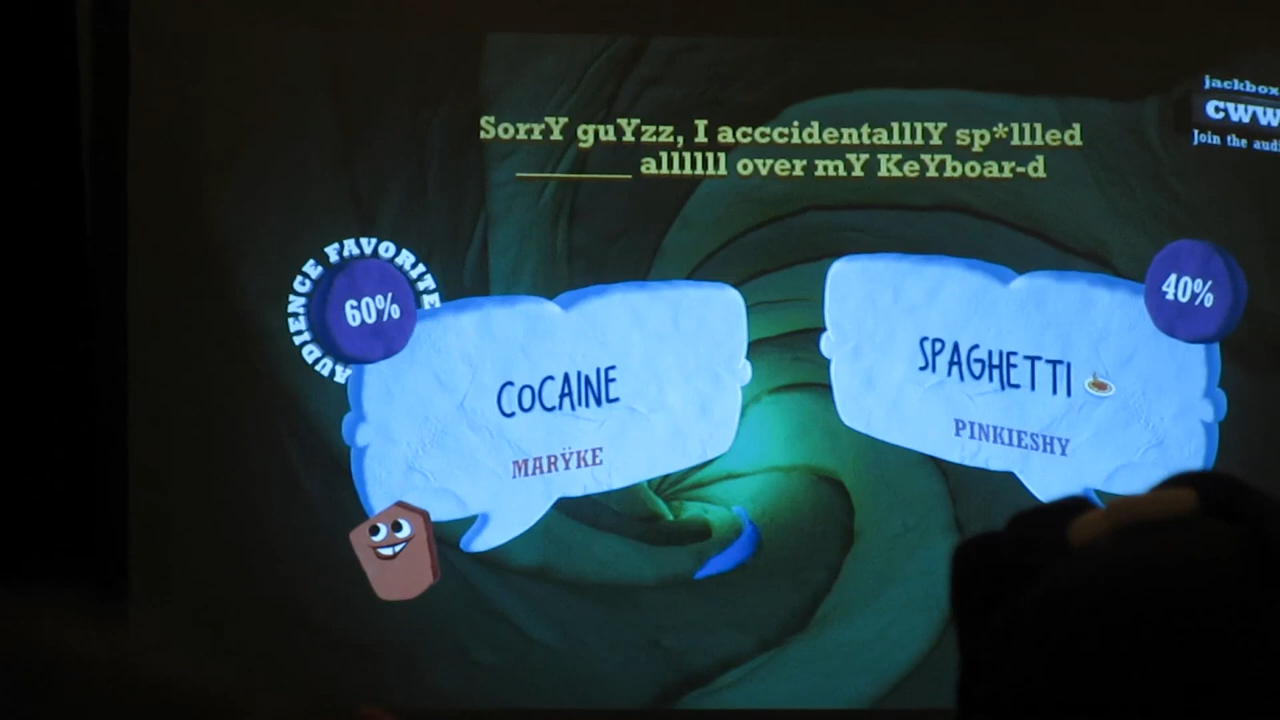 jackbox
cww
Join the audi
SorrY guYzz, I acccidentalllY sp*llled
_______ allllll over mY KeYboar-d
AUDIENCE FAVORITE
60%
40%
COCAINE
MARŸKE
SPAGHETTI
PINKIESHY